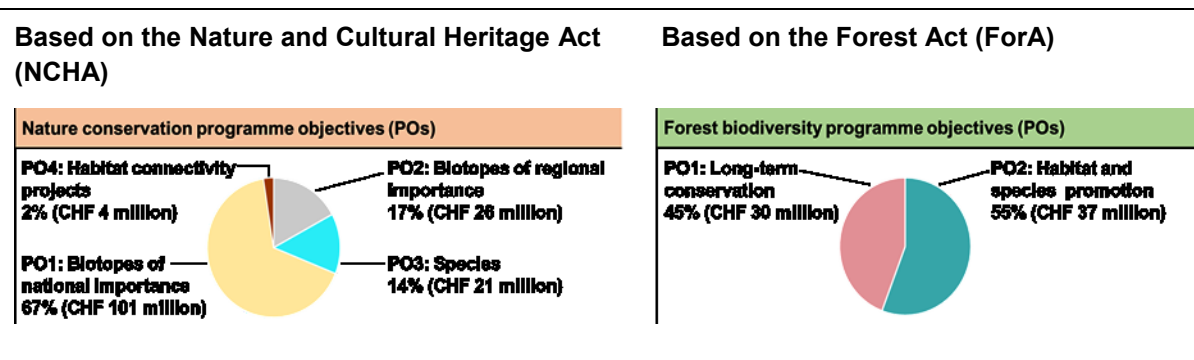 Based on the Nature and Cultural Heritage Act
(NCHA)
Nature conservation programme objectives (POs)
PO4: Habitat connectivity
projects
2% (CHF 4 million)
PO2: Biotopes of regional
importance
17% (CHF 26 million)
PO1: Biotopes of
national importance
67% (CHF 101 million)
PO3: Species
14% (CHF 21 million)
Based on the Forest Act (ForA)
Forest biodiversity programme objectives (POs)
PO1: Long-term
conservation
45% (CHF 30 million)
PO2: Habitat and
species promotion
55% (CHF 37 million)